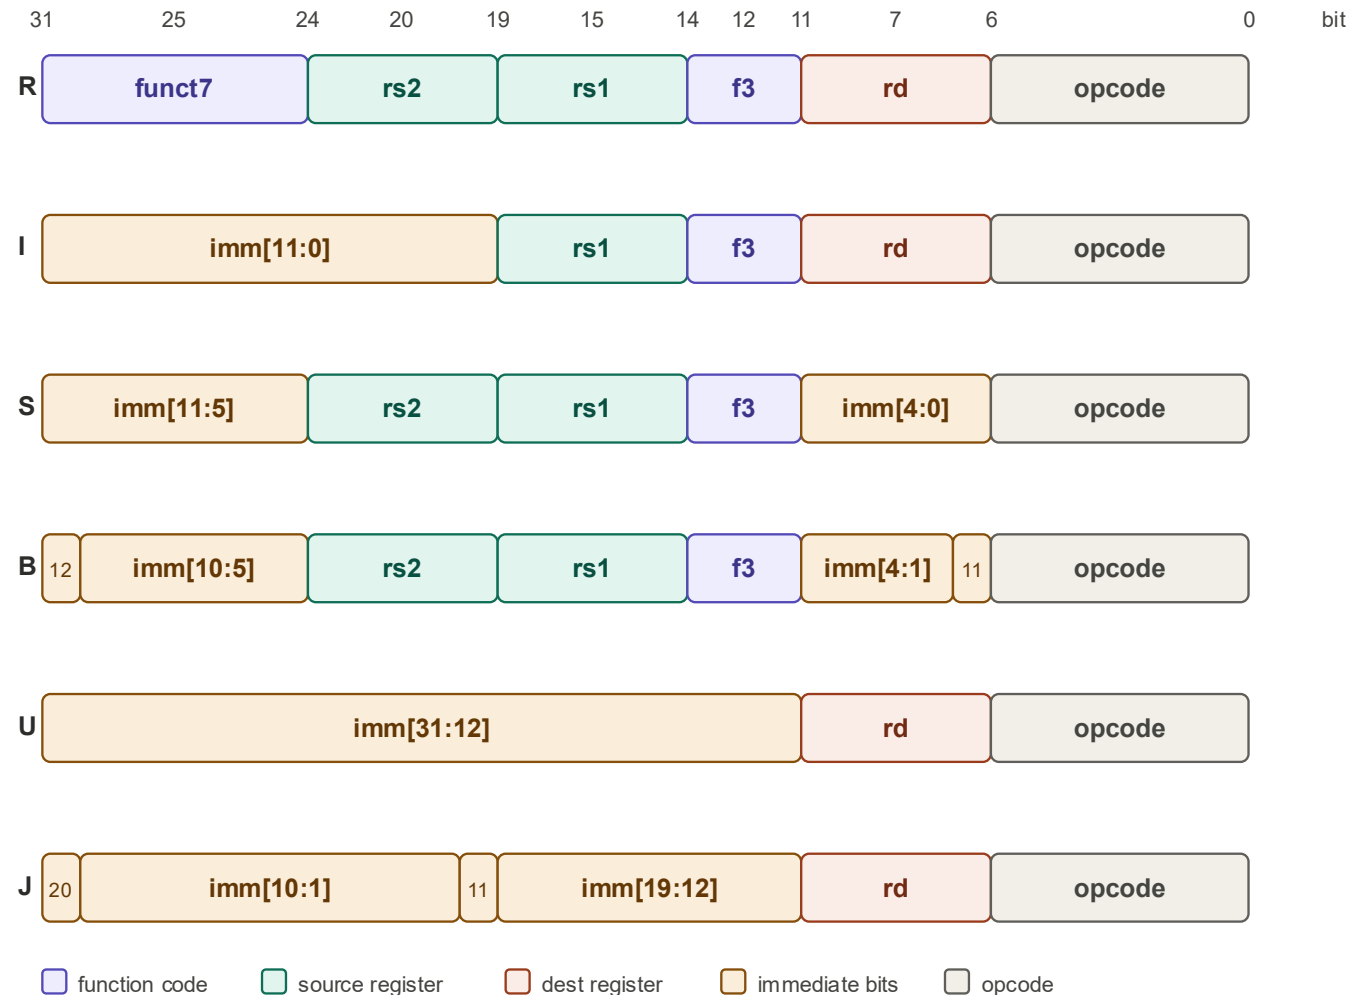 31 25 24 20 19 15 14 12 11 7 6 0 bit
R funct7 rs2 rs1 f3 rd opcode
I imm[11:0] rs1 f3 rd opcode
S imm[11:5] rs2 rs1 f3 imm[4:0] opcode
B 12 imm[10:5] rs2 rs1 f3 imm[4:1] 11 opcode
U imm[31:12] rd opcode
J 20 imm[10:1] 11 imm[19:12] rd opcode
function code source register dest register immediate bits opcode